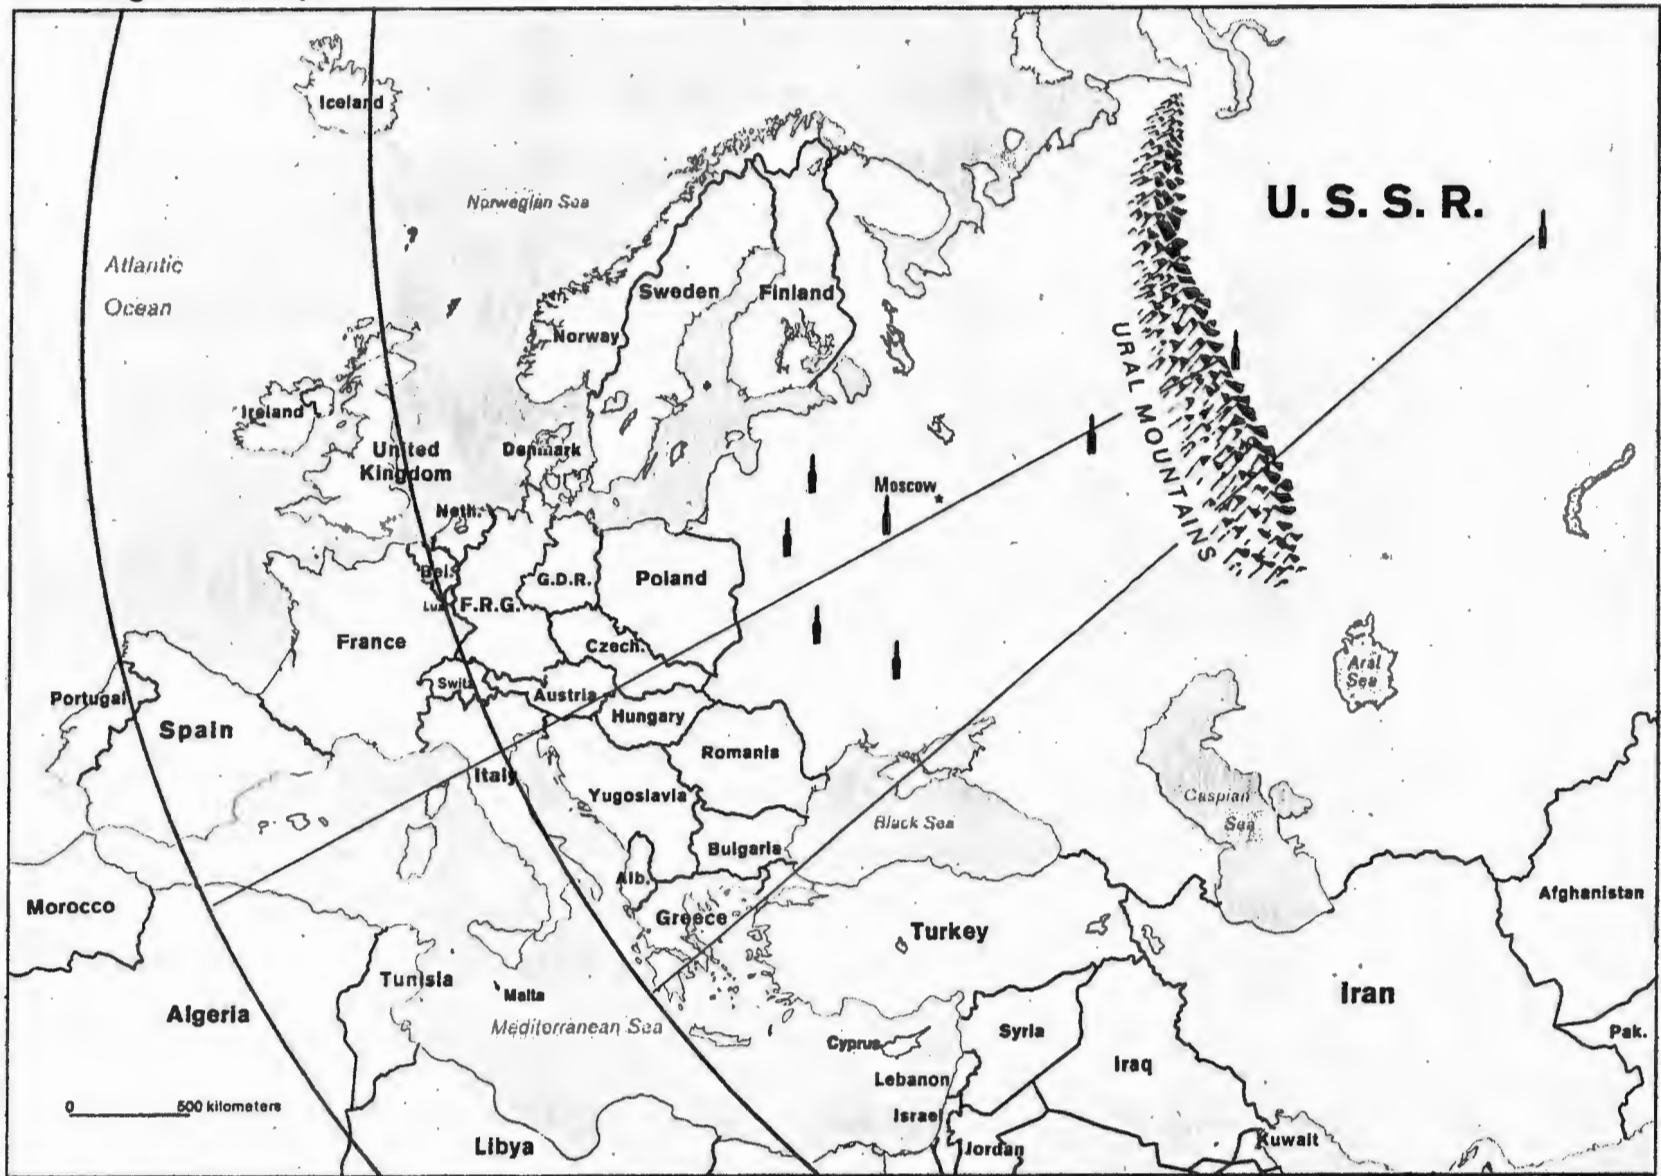 Iceland
Norwegian Sea
U. S. S. R.
Atlantic
Ocean
Sweden
Finland
Norway
URAL MOUNTAINS
Ireland
United
Kingdom
Denmark
Moscow
Neth.
Bel.
Lux.
F.R.G.
G.D.R.
Poland
France
Czech.
Switz.
Austria
Aral
Sea
Portugal
Spain
Hungary
Romania
Italy
Yugoslavia
Caspian
Sea
Black Sea
Bulgaria
Alb.
Afghanistan
Morocco
Greece
Turkey
Tunisia
Malta
Iran
Algeria
Mediterranean Sea
Cyprus
Syria
Pak.
Iraq
Lebanon
0 500 kilometers
Israel
Libya
Jordan
Kuwait